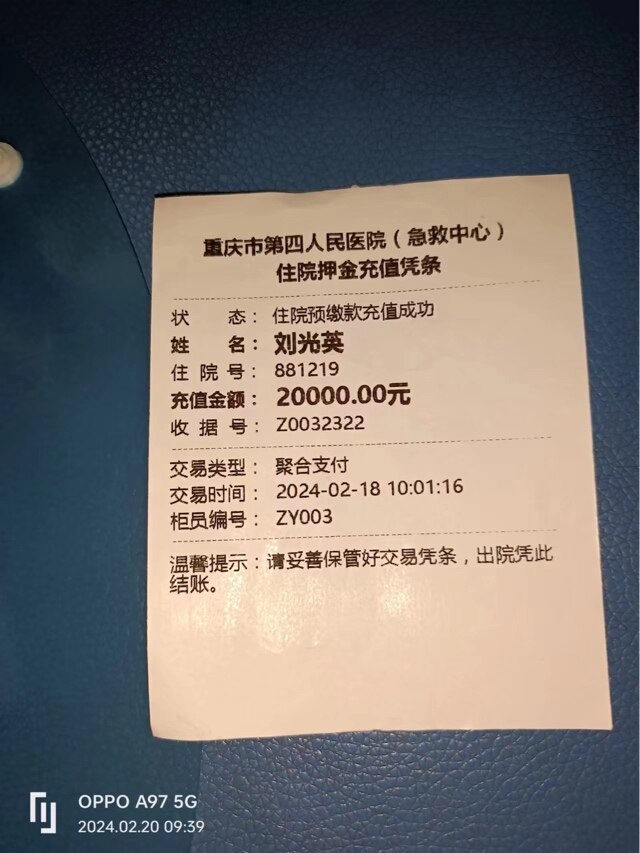 重庆市第四人民医院（急救中心）
住院押金充值凭条
状 态：住院预缴款充值成功
姓 名：刘光英
住 院 号：881219
充值金额：20000.00元
收 据 号：Z0032322
交易类型：聚合支付
交易时间：2024-02-18 10:01:16
柜员编号：ZY003
温馨提示：请妥善保管好交易凭条，出院凭此
结账。
OPPO A97 5G
2024.02.20 09:39